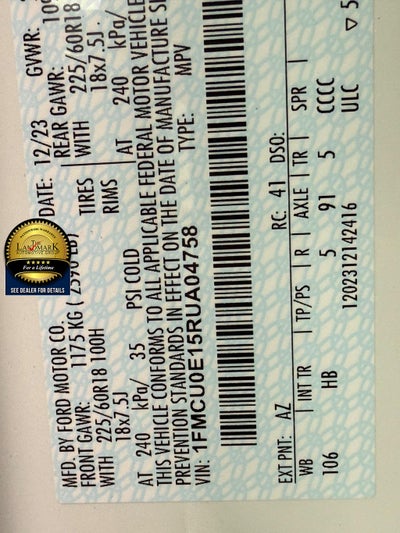 MFD. BY FORD MOTOR CO.
DATE: 12/23
GVWR:
FRONT GAWR:
REAR GAWR:
1175 KG
WITH
225/60R18 100H
TIRES
WITH
225/60R18
18x7.5J
RIMS
18x7.5J
AT 240 kPa/ 35 PSI COLD
AT 240 kPa/
THIS VEHICLE CONFORMS TO ALL APPLICABLE FEDERAL MOTOR VEHICLE
PREVENTION STANDARDS IN EFFECT ON THE DATE OF MANUFACTURE
VIN: 1FMCU0E15RUA04758
TYPE: MPV
EXT PNT: AZ
RC: 41
DSO:
WB | INT TR | TP/PS | R | AXLE | TR | SPR |
106 HB 5 91 5 CCCC
1202312142416
ULC
▽5
THE
LANDMARK
For a Lifetime
SEE DEALER FOR DETAILS